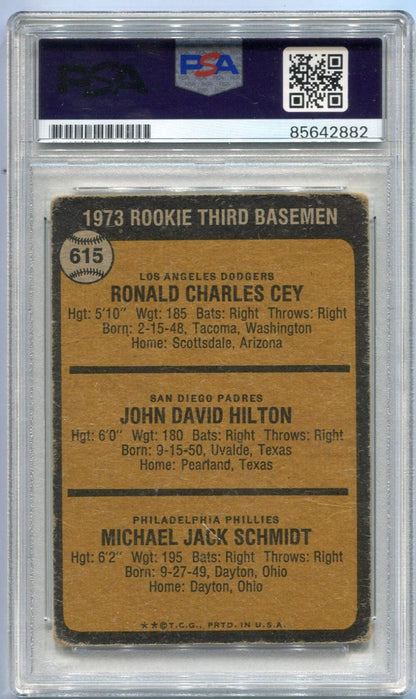 PSA
PSA
85642882
1973 ROOKIE THIRD BASEMEN
615
LOS ANGELES DODGERS
RONALD CHARLES CEY
Hgt: 5'10" Wgt: 185 Bats: Right Throws: Right
Born: 2-15-48, Tacoma, Washington
Home: Scottsdale, Arizona
SAN DIEGO PADRES
JOHN DAVID HILTON
Hgt: 6'0" Wgt: 180 Bats: Right Throws: Right
Born: 9-15-50, Uvalde, Texas
Home: Pearland, Texas
PHILADELPHIA PHILLIES
MICHAEL JACK SCHMIDT
Hgt: 6'2" Wgt: 195 Bats: Right Throws: Right
Born: 9-27-49, Dayton, Ohio
Home: Dayton, Ohio
★★©T.C.G., PRTD. IN U.S.A.